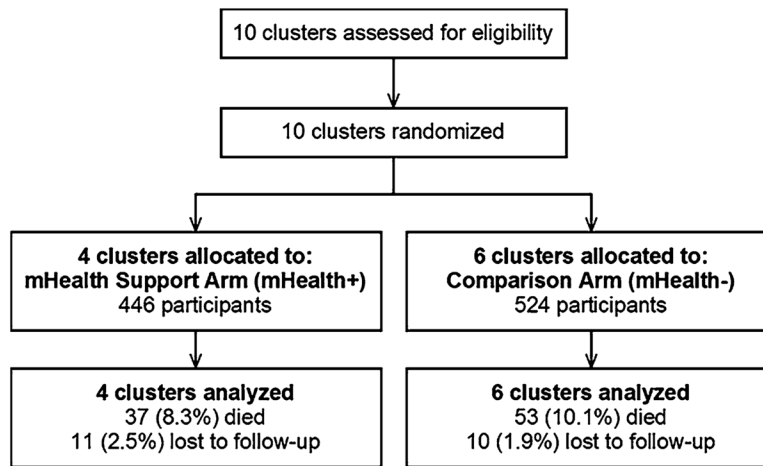 10 clusters assessed for eligibility
10 clusters randomized
4 clusters allocated to:
mHealth Support Arm (mHealth+)
446 participants
6 clusters allocated to:
Comparison Arm (mHealth-)
524 participants
4 clusters analyzed
37 (8.3%) died
11 (2.5%) lost to follow-up
6 clusters analyzed
53 (10.1%) died
10 (1.9%) lost to follow-up